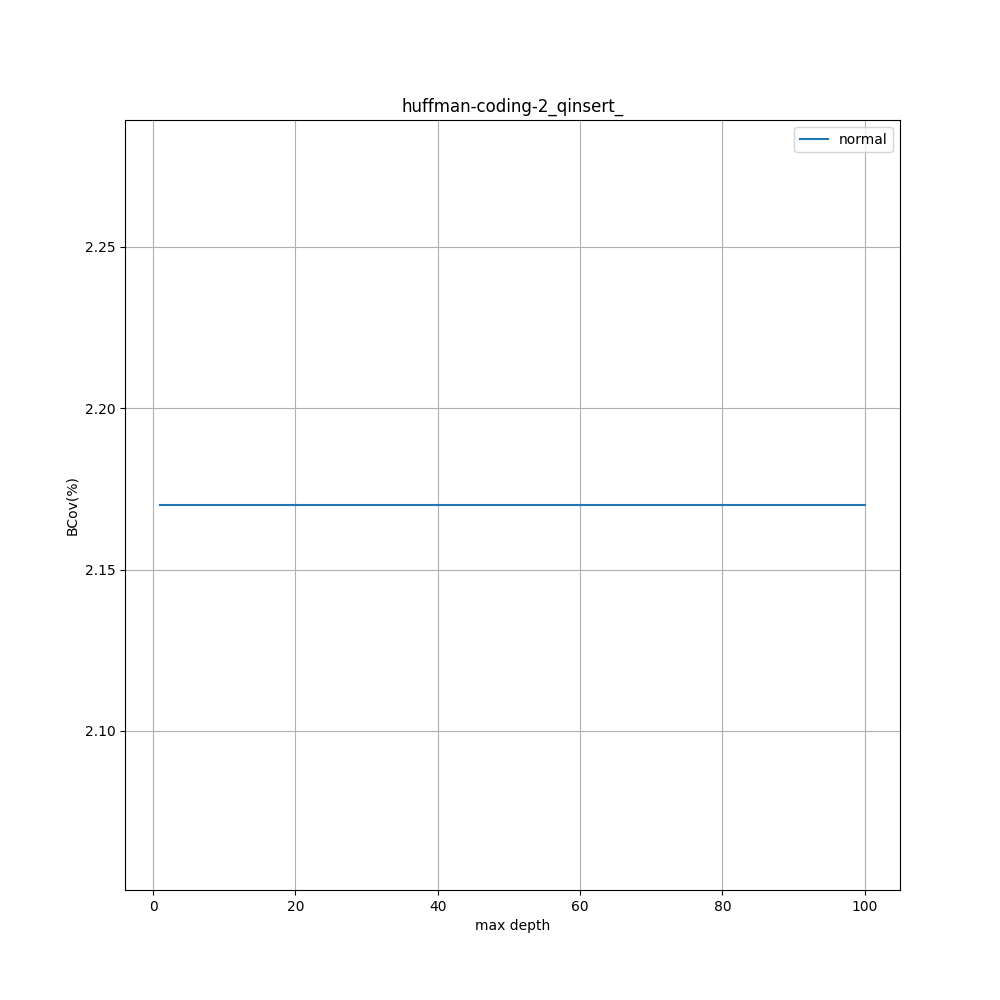 huffman-coding-2_qinsert_
normal
2.25
2.20
2.15
2.10
BCov(%)
0 20 40 60 80 100
max depth